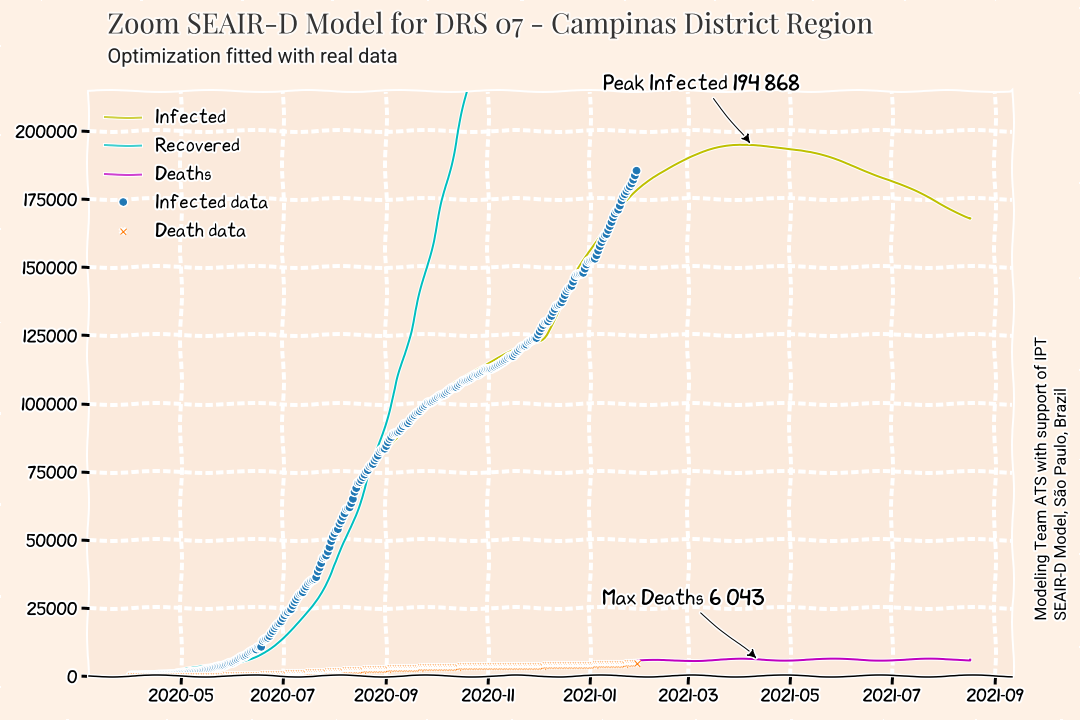 Zoom SEAIR-D Model for DRS 07 - Campinas District Region
Optimization fitted with real data
Peak Infected 194 868
Infected
Recovered
Deaths
Infected data
Death data
200000
175000
150000
125000
100000
75000
50000
25000
0
Max Deaths 6 043
2020-05
2020-07
2020-09
2020-11
2021-01
2021-03
2021-05
2021-07
2021-09
Modeling Team ATS with support of IPT
SEAIR-D Model, São Paulo, Brazil